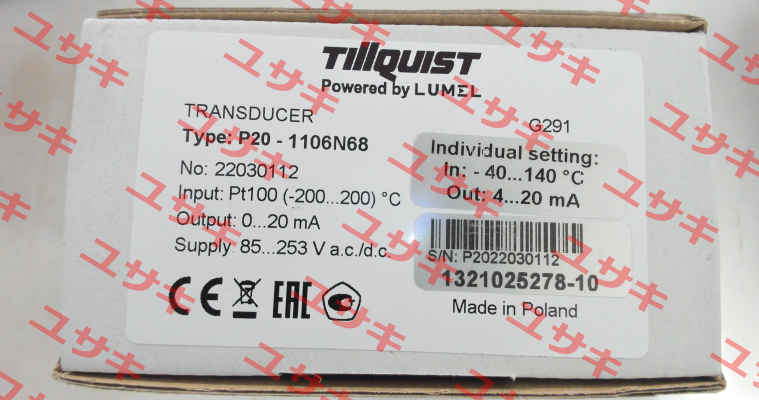 TillQUIST
Powered by LUMEL
TRANSDUCER
G291
Type: P20 - 1106N68
No: 22030112
Input: Pt100 (-200...200) °C
Output: 0...20 mA
Supply: 85...253 V a.c./d.c.
Individual setting:
In: - 40...140 °C
Out: 4...20 mA
S/N: P2022030112
1321025278-10
Made in Poland
CE
EAC
ユサキ